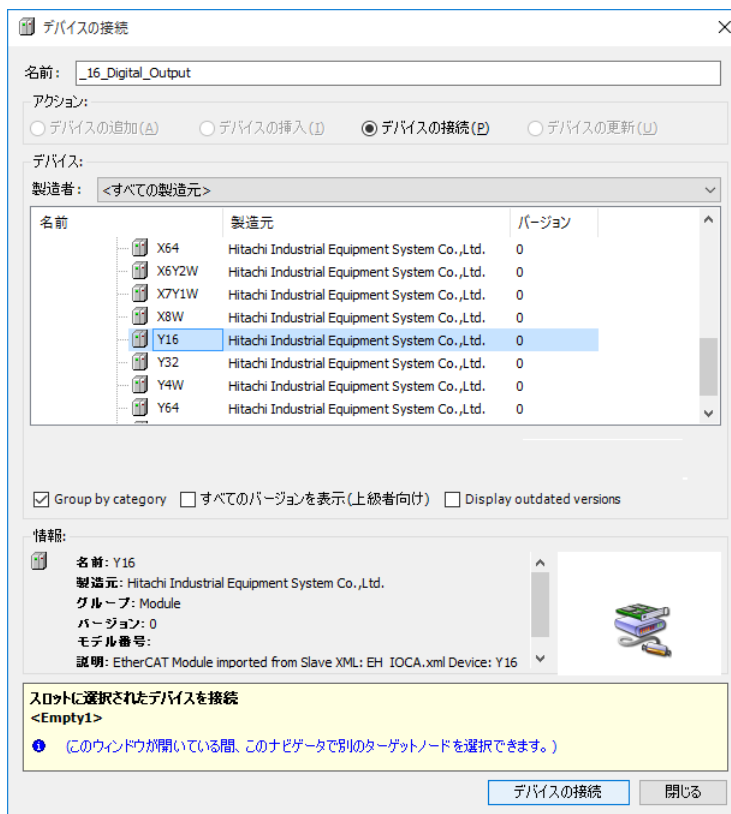 デバイスの接続
名前: _16_Digital_Output
アクション:
デバイスの追加(A) デバイスの挿入(I) デバイスの接続(P) デバイスの更新(U)
デバイス:
製造者: <すべての製造元>
名前 製造元 バージョン
X64 Hitachi Industrial Equipment System Co.,Ltd. 0
X6Y2W Hitachi Industrial Equipment System Co.,Ltd. 0
X7Y1W Hitachi Industrial Equipment System Co.,Ltd. 0
X8W Hitachi Industrial Equipment System Co.,Ltd. 0
Y16 Hitachi Industrial Equipment System Co.,Ltd. 0
Y32 Hitachi Industrial Equipment System Co.,Ltd. 0
Y4W Hitachi Industrial Equipment System Co.,Ltd. 0
Y64 Hitachi Industrial Equipment System Co.,Ltd. 0
Group by category すべてのバージョンを表示(上級者向け) Display outdated versions
情報:
名前: Y16
製造元: Hitachi Industrial Equipment System Co.,Ltd.
グループ: Module
バージョン: 0
モデル番号:
説明: EtherCAT Module imported from Slave XML: EH_IOCA.xml Device: Y16
スロットに選択されたデバイスを接続
<Empty1>
(このウィンドウが開いている間、このナビゲータで別のターゲットノードを選択できます。)
デバイスの接続 閉じる